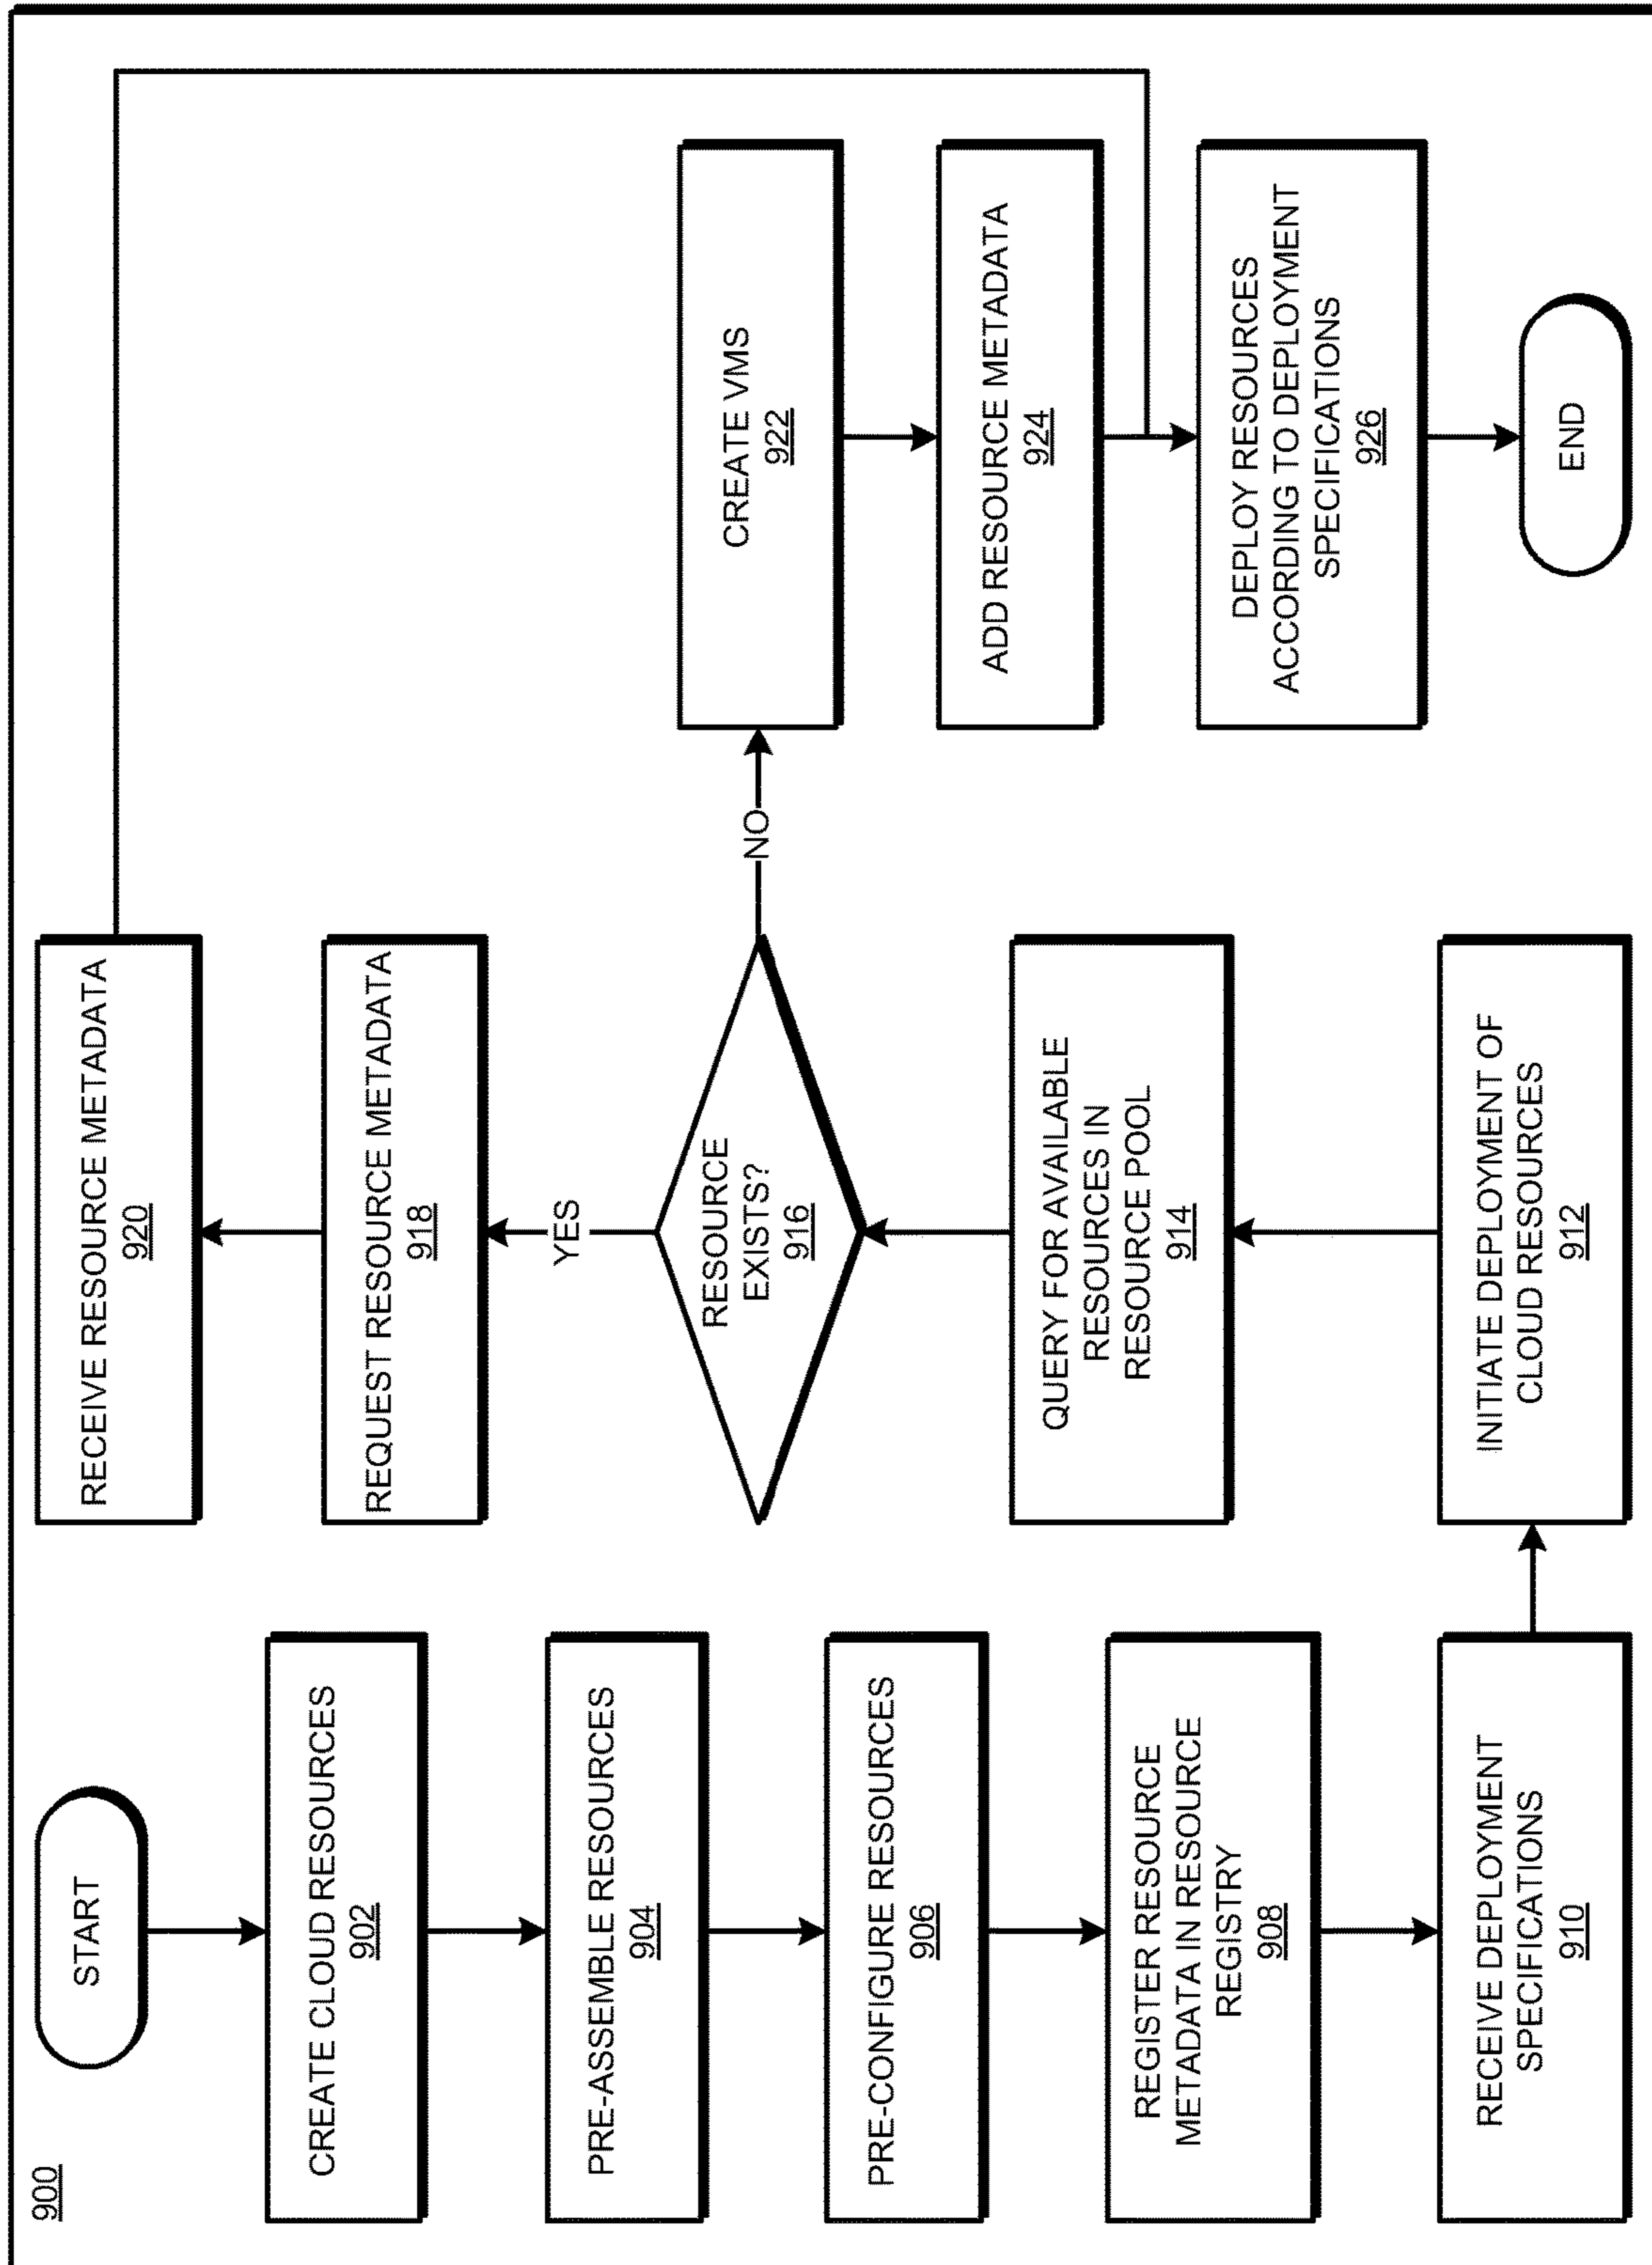 900
START
CREATE CLOUD RESOURCES
902
PRE-ASSEMBLE RESOURCES
904
PRE-CONFIGURE RESOURCES
906
REGISTER RESOURCE
METADATA IN RESOURCE
REGISTRY
908
RECEIVE DEPLOYMENT
SPECIFICATIONS
910
INITIATE DEPLOYMENT OF
CLOUD RESOURCES
912
QUERY FOR AVAILABLE
RESOURCES IN
RESOURCE POOL
914
RESOURCE
EXISTS?
916
YES
REQUEST RESOURCE METADATA
918
RECEIVE RESOURCE METADATA
920
NO
CREATE VMS
922
ADD RESOURCE METADATA
924
DEPLOY RESOURCES
ACCORDING TO DEPLOYMENT
SPECIFICATIONS
926
END